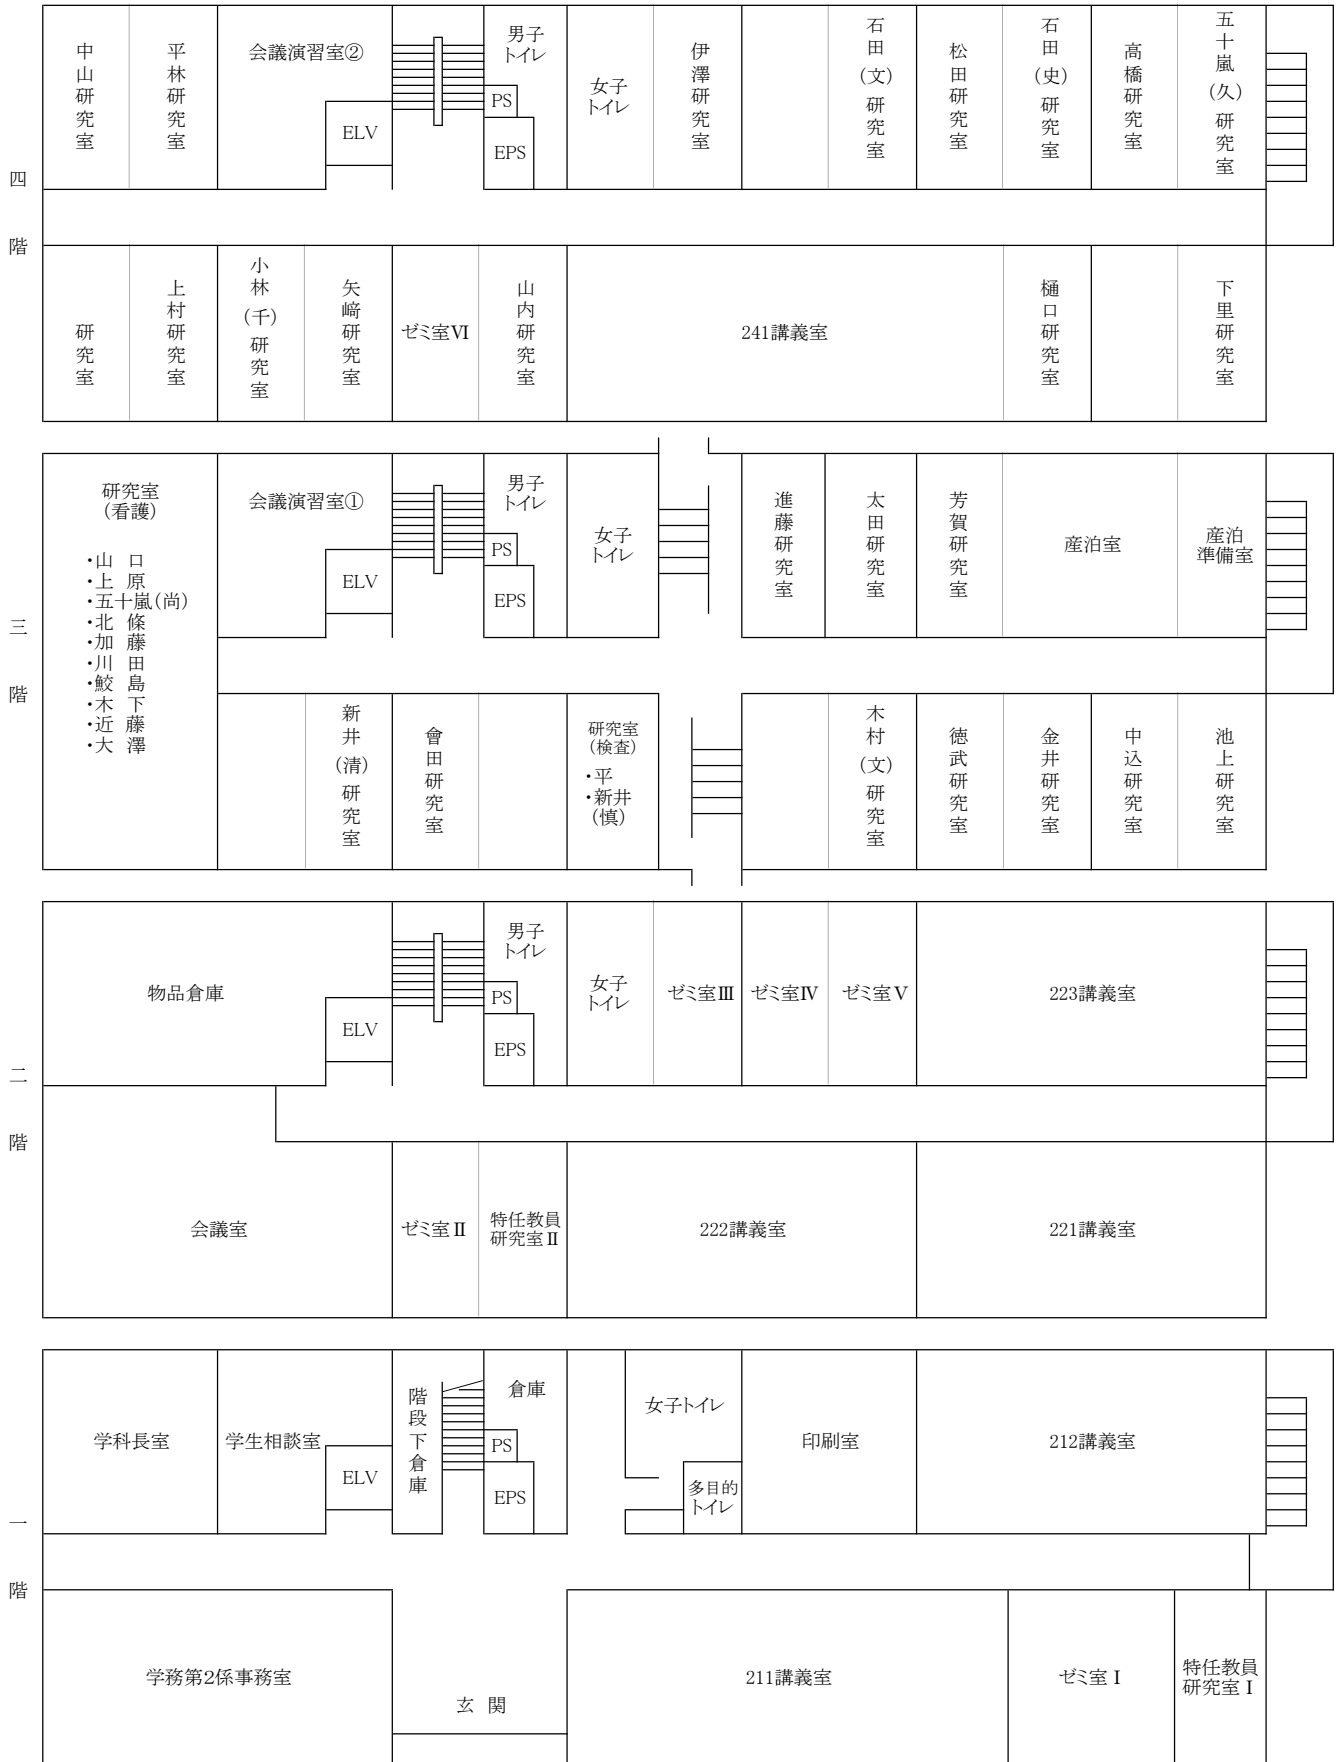 四階
中山研究室
平林研究室
会議演習室②
ELV
男子
トイレ
PS
EPS
女子
トイレ
伊澤研究室
石田(文)研究室
松田研究室
石田(史)研究室
高橋研究室
五十嵐(久)研究室
研究室
上村研究室
小林(千)研究室
矢﨑研究室
ゼミ室Ⅵ
山内研究室
241講義室
樋口研究室
下里研究室
三階
研究室
(看護)
・山 口
・上 原
・五十嵐(尚)
・北 條
・加 藤
・川 田
・鮫 島
・木 下
・近 藤
・大 澤
会議演習室①
ELV
男子
トイレ
PS
EPS
女子
トイレ
進藤研究室
太田研究室
芳賀研究室
産泊室
産泊
準備室
新井(清)研究室
會田研究室
研究室
(検査)
・平
・新井
(慎)
木村(文)研究室
徳武研究室
金井研究室
中込研究室
池上研究室
二階
物品倉庫
ELV
男子
トイレ
PS
EPS
女子
トイレ
ゼミ室Ⅲ
ゼミ室Ⅳ
ゼミ室Ⅴ
223講義室
会議室
ゼミ室Ⅱ
特任教員
研究室Ⅱ
222講義室
221講義室
一階
学科長室
学生相談室
ELV
階段下倉庫
倉庫
PS
EPS
女子トイレ
多目的
トイレ
印刷室
212講義室
学務第2係事務室
玄 関
211講義室
ゼミ室Ⅰ
特任教員
研究室Ⅰ